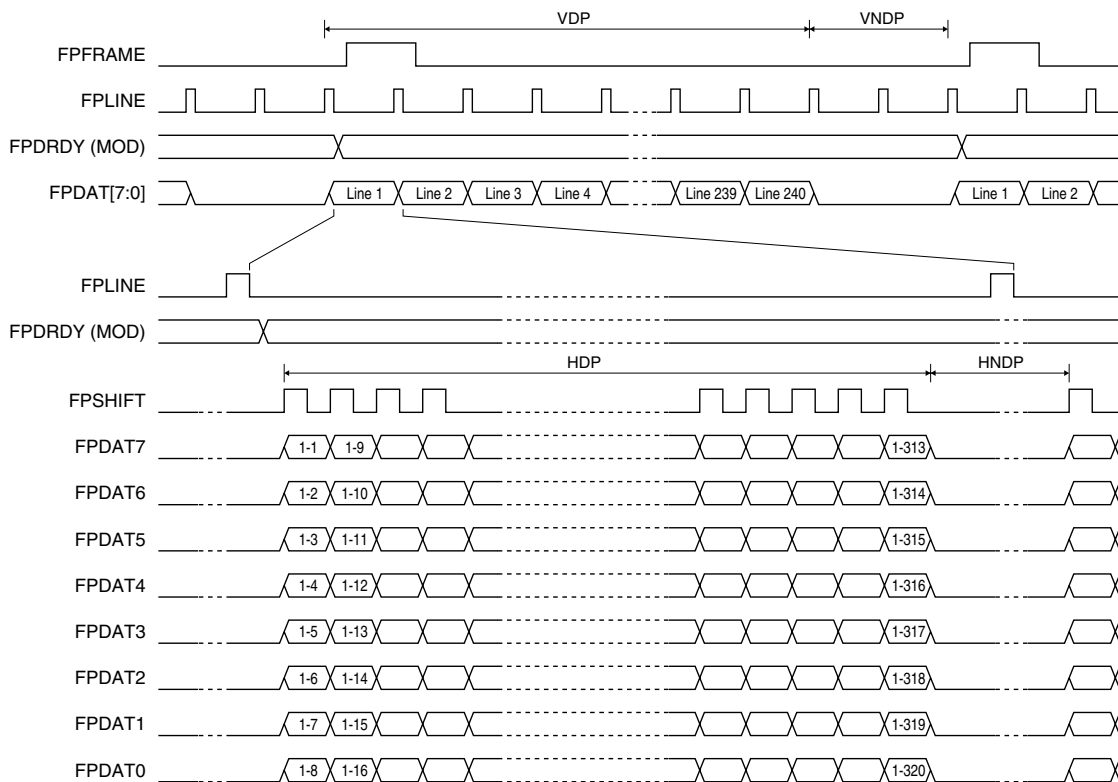 VDP VNDP
FPFRAME
FPLINE
FPDRDY (MOD)
FPDAT[7:0] Line 1 Line 2 Line 3 Line 4 Line 239 Line 240 Line 1 Line 2
FPLINE
FPDRDY (MOD)
HDP HNDP
FPSHIFT
FPDAT7 1-1 1-9 1-313
FPDAT6 1-2 1-10 1-314
FPDAT5 1-3 1-11 1-315
FPDAT4 1-4 1-12 1-316
FPDAT3 1-5 1-13 1-317
FPDAT2 1-6 1-14 1-318
FPDAT1 1-7 1-15 1-319
FPDAT0 1-8 1-16 1-320